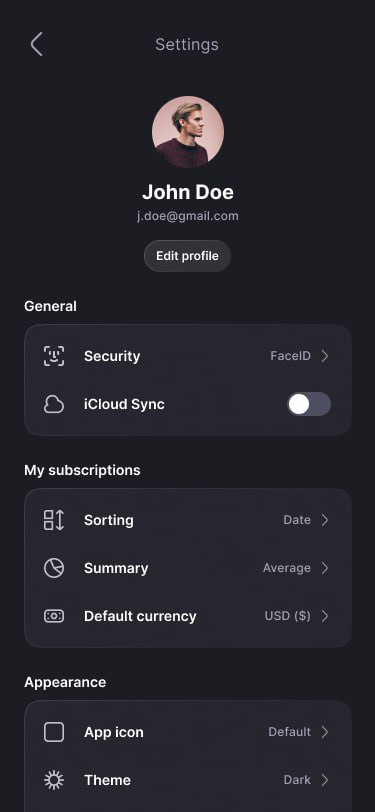 Settings
John Doe
j.doe@gmail.com
Edit profile
General
Security FaceID
iCloud Sync
My subscriptions
Sorting Date
Summary Average
Default currency USD ($)
Appearance
App icon Default
Theme Dark